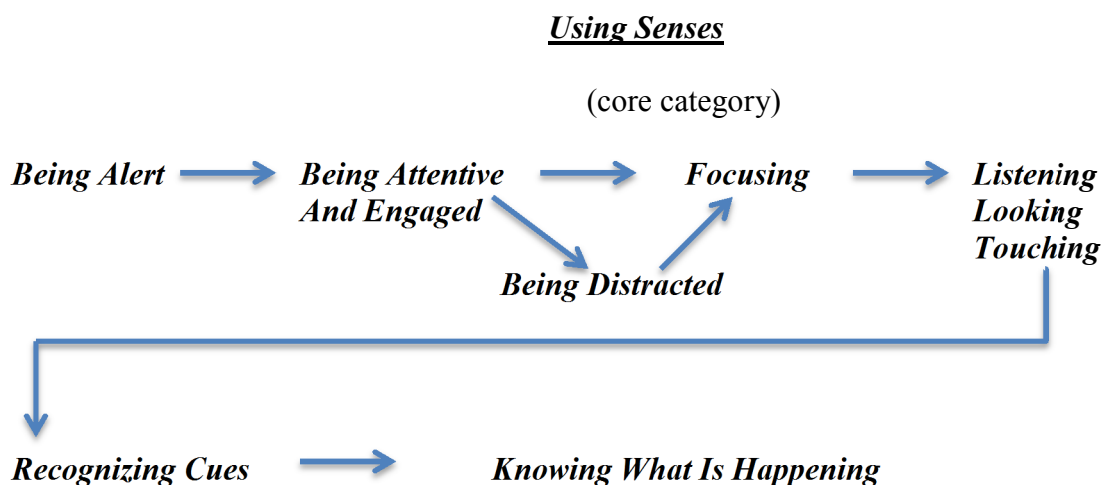 Using Senses
(core category)
Being Alert
Being Attentive
And Engaged
Focusing
Listening
Looking
Touching
Being Distracted
Recognizing Cues
Knowing What Is Happening